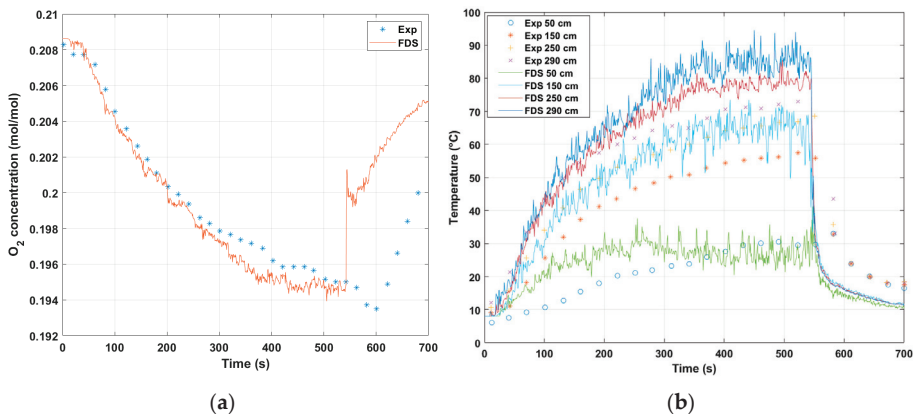 0.21
0.208
0.206
0.204
0.202
0.2
0.198
0.196
0.194
0.192
O₂ concentration (mol/mol)
Exp
FDS
0 100 200 300 400 500 600 700
Time (s)
(a)
100
90
80
70
60
50
40
30
20
10
0
Temperature (°C)
Exp 50 cm
Exp 150 cm
Exp 250 cm
Exp 290 cm
FDS 50 cm
FDS 150 cm
FDS 250 cm
FDS 290 cm
0 100 200 300 400 500 600 700
Time (s)
(b)